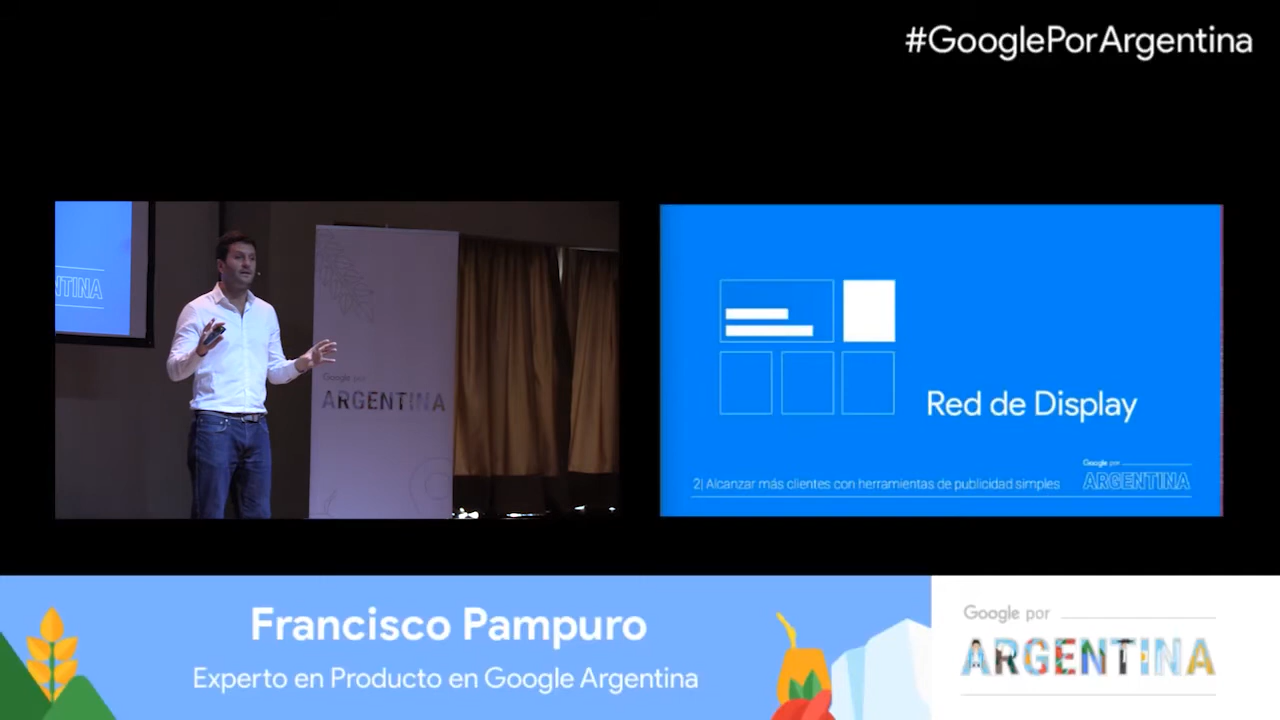 #GooglePorArgentina
NTINA
Google por
ARGENTINA
Red de Display
2| Alcanzar más clientes con herramientas de publicidad simples
Google por
ARGENTINA
Francisco Pampuro
Experto en Producto en Google Argentina
Google por
ARGENTINA